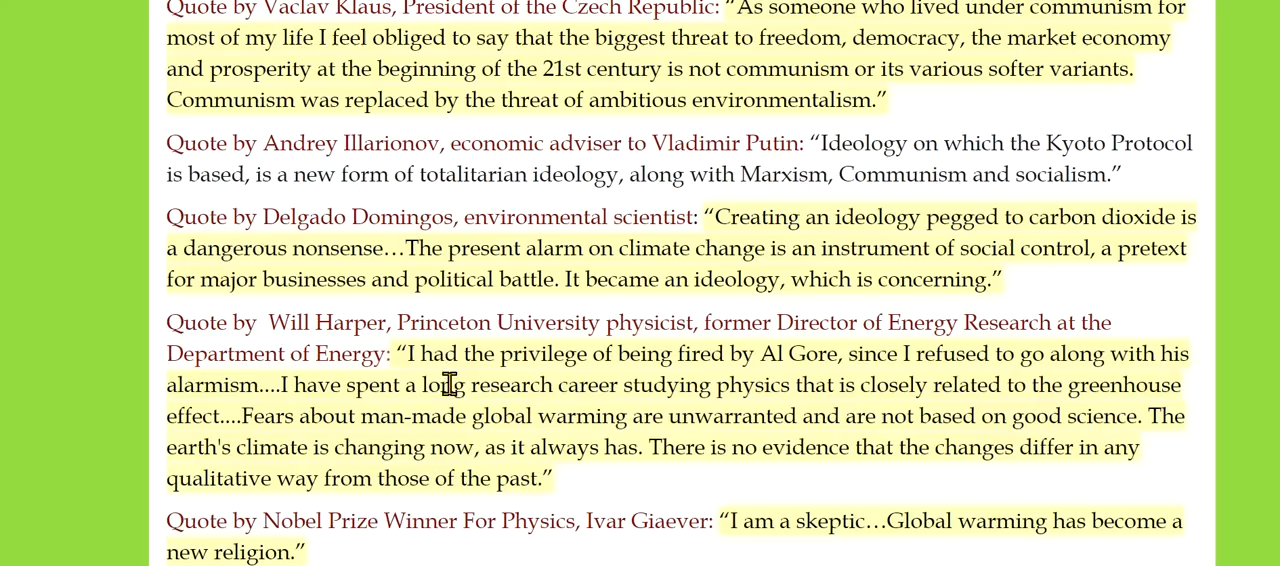 Quote by Vaclav Klaus, President of the Czech Republic: “As someone who lived under communism for
most of my life I feel obliged to say that the biggest threat to freedom, democracy, the market economy
and prosperity at the beginning of the 21st century is not communism or its various softer variants.
Communism was replaced by the threat of ambitious environmentalism.”
Quote by Andrey Illarionov, economic adviser to Vladimir Putin: “Ideology on which the Kyoto Protocol
is based, is a new form of totalitarian ideology, along with Marxism, Communism and socialism.”
Quote by Delgado Domingos, environmental scientist: “Creating an ideology pegged to carbon dioxide is
a dangerous nonsense…The present alarm on climate change is an instrument of social control, a pretext
for major businesses and political battle. It became an ideology, which is concerning.”
Quote by  Will Harper, Princeton University physicist, former Director of Energy Research at the
Department of Energy: “I had the privilege of being fired by Al Gore, since I refused to go along with his
alarmism....I have spent a long research career studying physics that is closely related to the greenhouse
effect....Fears about man-made global warming are unwarranted and are not based on good science. The
earth's climate is changing now, as it always has. There is no evidence that the changes differ in any
qualitative way from those of the past.”
Quote by Nobel Prize Winner For Physics, Ivar Giaever: “I am a skeptic…Global warming has become a
new religion.”